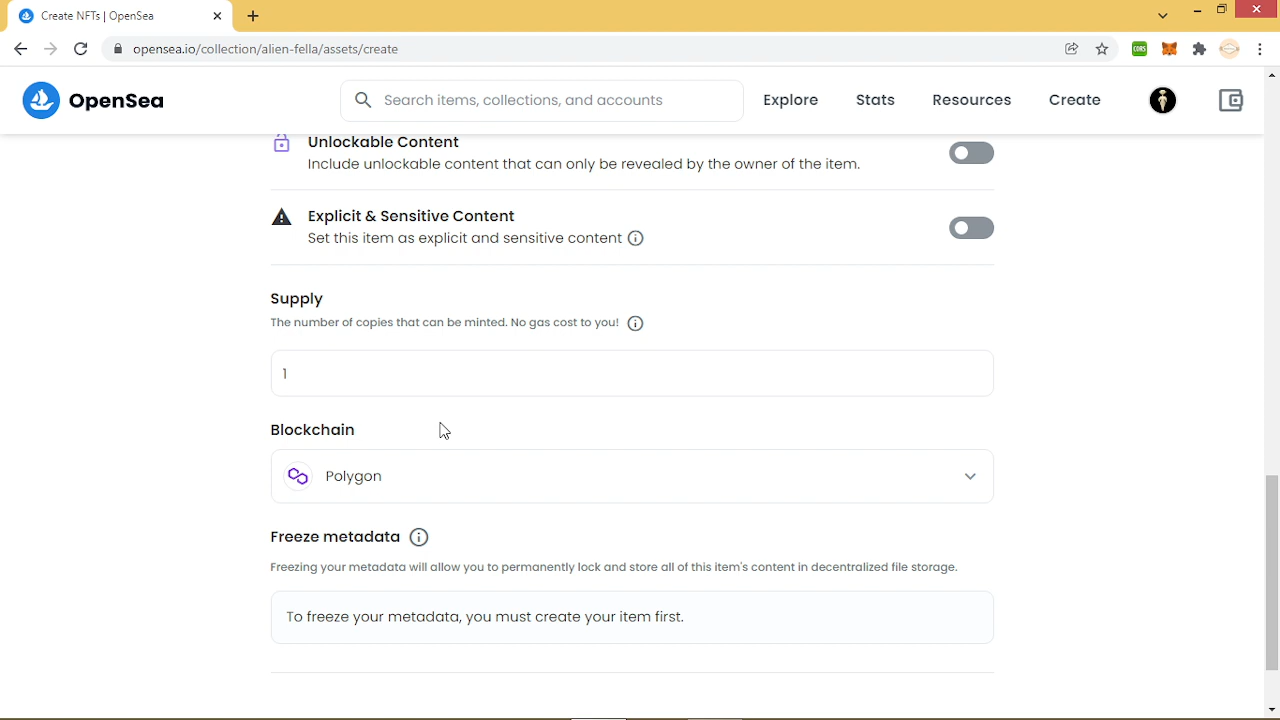 Create NFTs | OpenSea
opensea.io/collection/alien-fella/assets/create
CORS
OpenSea
Search items, collections, and accounts
Explore
Stats
Resources
Create
Unlockable Content
Include unlockable content that can only be revealed by the owner of the item.
Explicit & Sensitive Content
Set this item as explicit and sensitive content
Supply
The number of copies that can be minted. No gas cost to you!
1
Blockchain
Polygon
Freeze metadata
Freezing your metadata will allow you to permanently lock and store all of this item's content in decentralized file storage.
To freeze your metadata, you must create your item first.